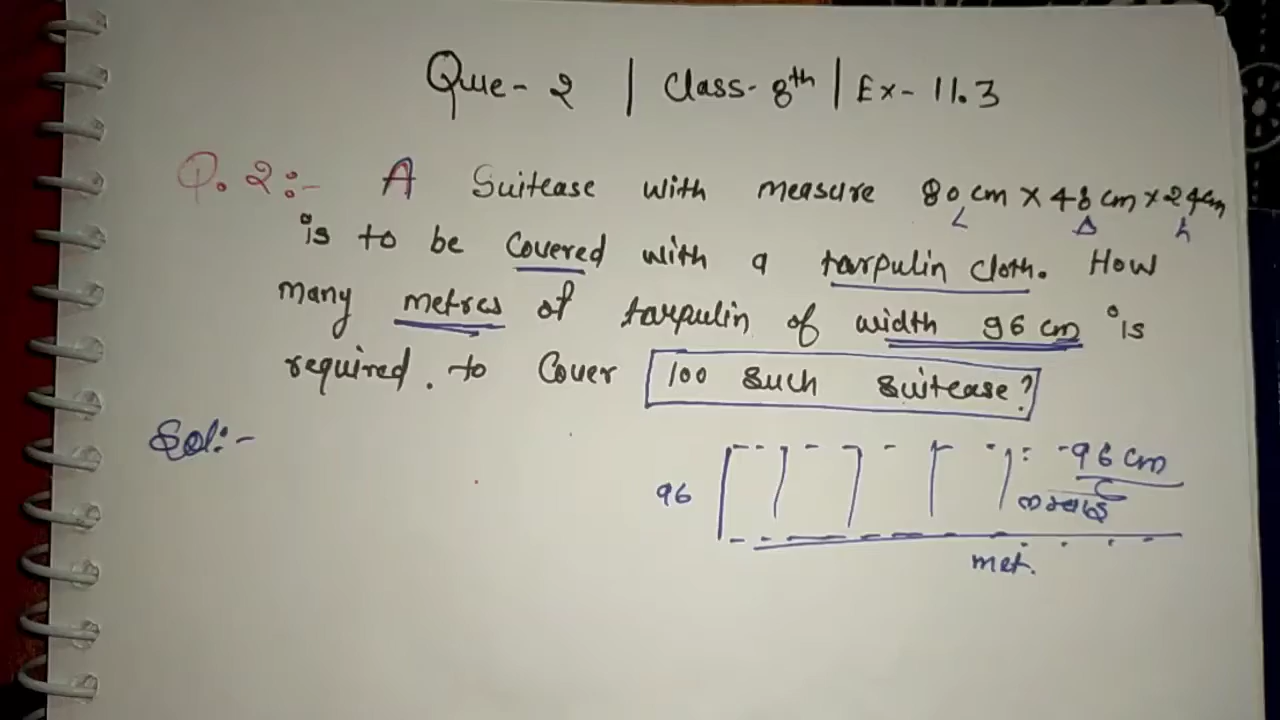 Que- 2 | Class- 8th | Ex- 11.3
Q. 2:- A Suitease with measure 80 cm x 48 cm x 24 cm
L h
is to be Covered with a tarpulin cloth. How
many metres of tarpulin of width 96 cm is
required. to Cover 100 Such Suitease?
Sol:-
96 cm
96
met.